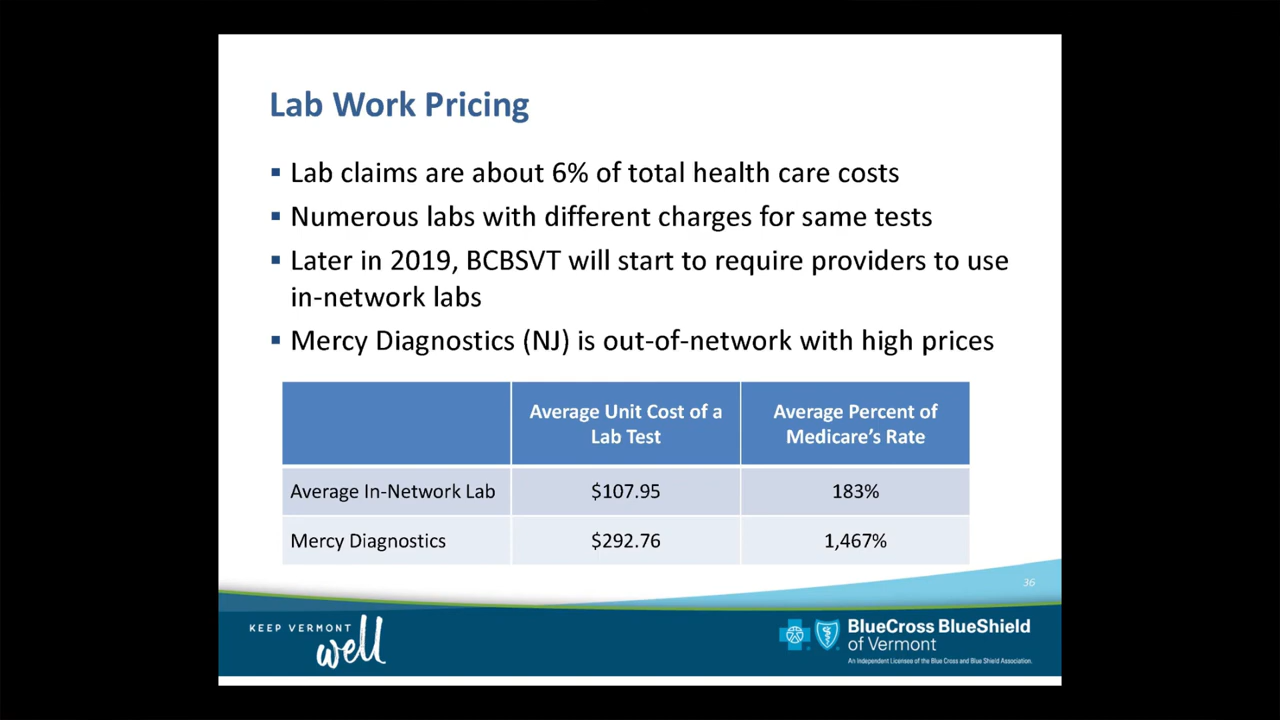 Lab Work Pricing
▪ Lab claims are about 6% of total health care costs
▪ Numerous labs with different charges for same tests
▪ Later in 2019, BCBSVT will start to require providers to use
in-network labs
▪ Mercy Diagnostics (NJ) is out-of-network with high prices
Average Unit Cost of a
Lab Test
Average Percent of
Medicare's Rate
Average In-Network Lab $107.95 183%
Mercy Diagnostics $292.76 1,467%
36
KEEP VERMONT
well
BlueCross BlueShield
of Vermont
An Independent Licensee of the Blue Cross and Blue Shield Association.